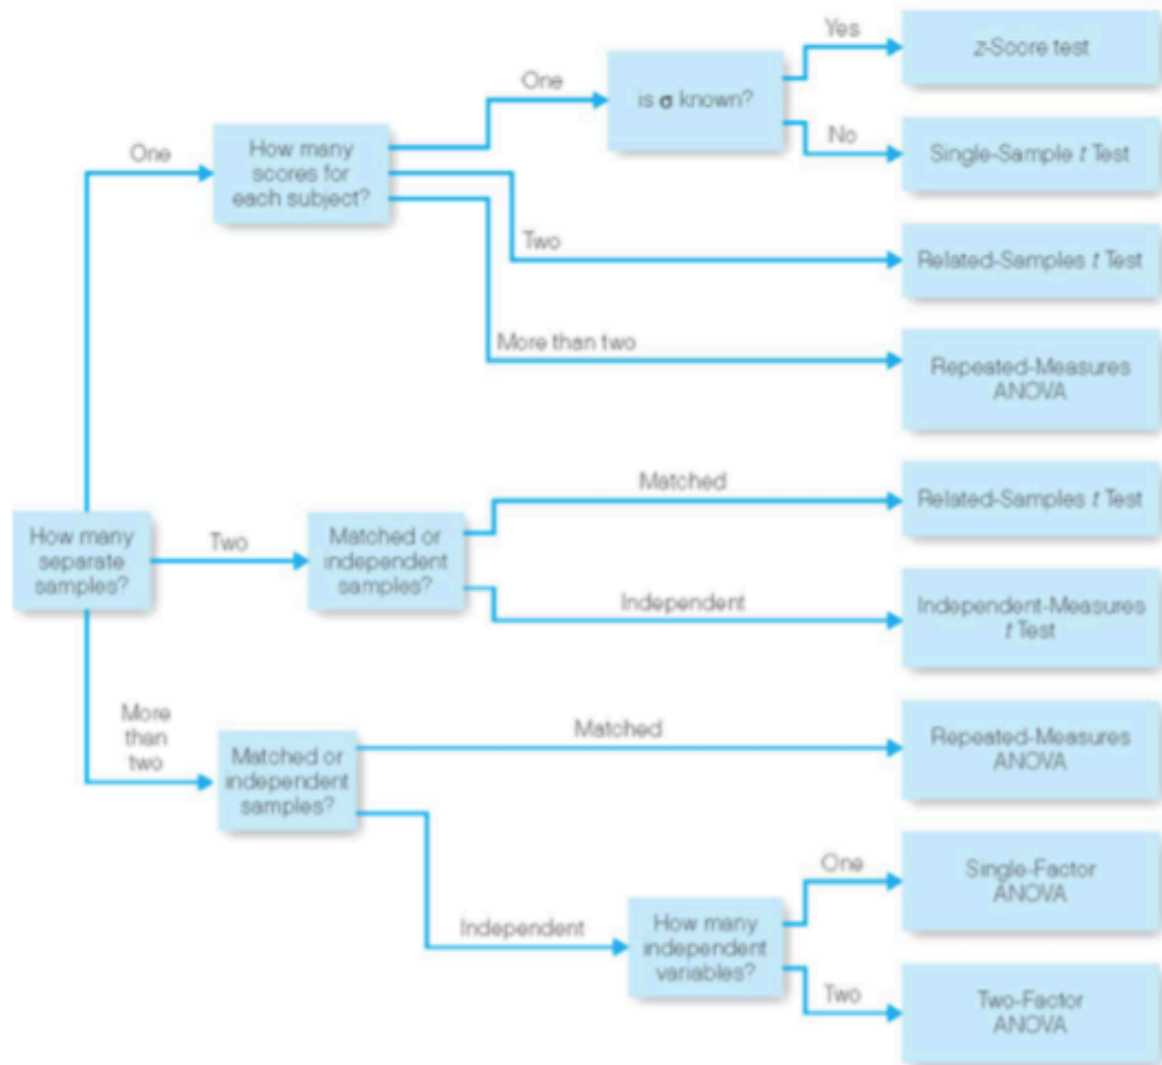 Yes
z-Score test
One
is σ known?
No
One
How many
scores for
each subject?
Single-Sample t Test
Two
Related-Samples t Test
More than two
Repeated-Measures
ANOVA
Matched
Related-Samples t Test
How many
separate
samples?
Two
Matched or
independent
samples?
Independent
Independent-Measures
t Test
More
than
two
Matched or
independent
samples?
Matched
Repeated-Measures
ANOVA
One
Single-Factor
ANOVA
Independent
How many
independent
variables?
Two
Two-Factor
ANOVA